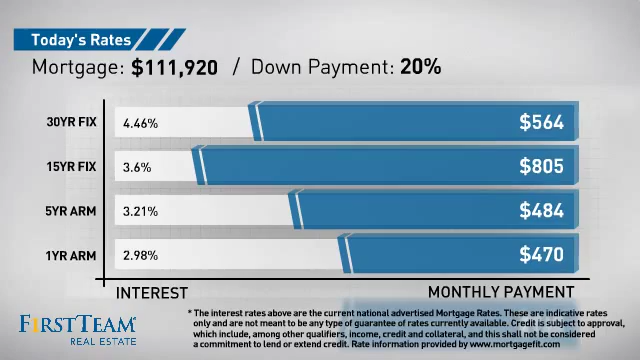 Today's Rates
Mortgage: $111,920 / Down Payment: 20%
30YR FIX 4.46% $564
15YR FIX 3.6% $805
5YR ARM 3.21% $484
1YR ARM 2.98% $470
INTEREST MONTHLY PAYMENT
* The interest rates above are the current national advertised Mortgage Rates. These are indicative rates
only and are not meant to be any type of guarantee of rates currently available. Credit is subject to approval,
which include, among other qualifiers, income, credit and collateral, and this shall not be considered
a commitment to lend or extend credit. Rate information provided by www.mortgagefit.com
FIRSTTEAM®
REAL ESTATE